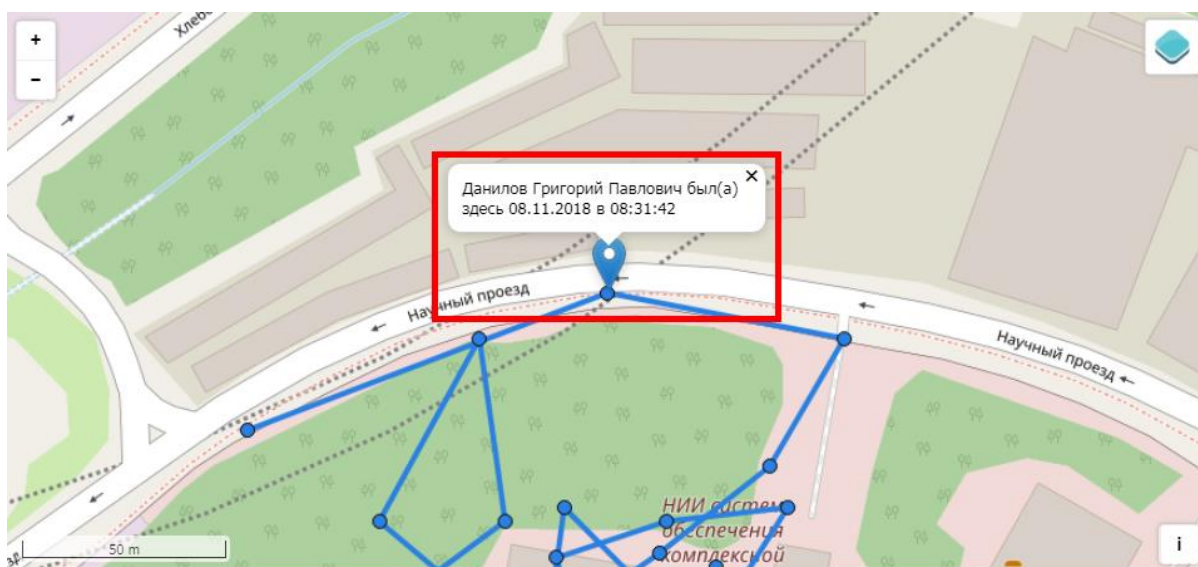 +
−
Хлебо
Данилов Григорий Павлович был(а)
здесь 08.11.2018 в 08:31:42
×
Научный проезд
Научный проезд
НИИ систем
обеспечения
комплексной
50 m
i